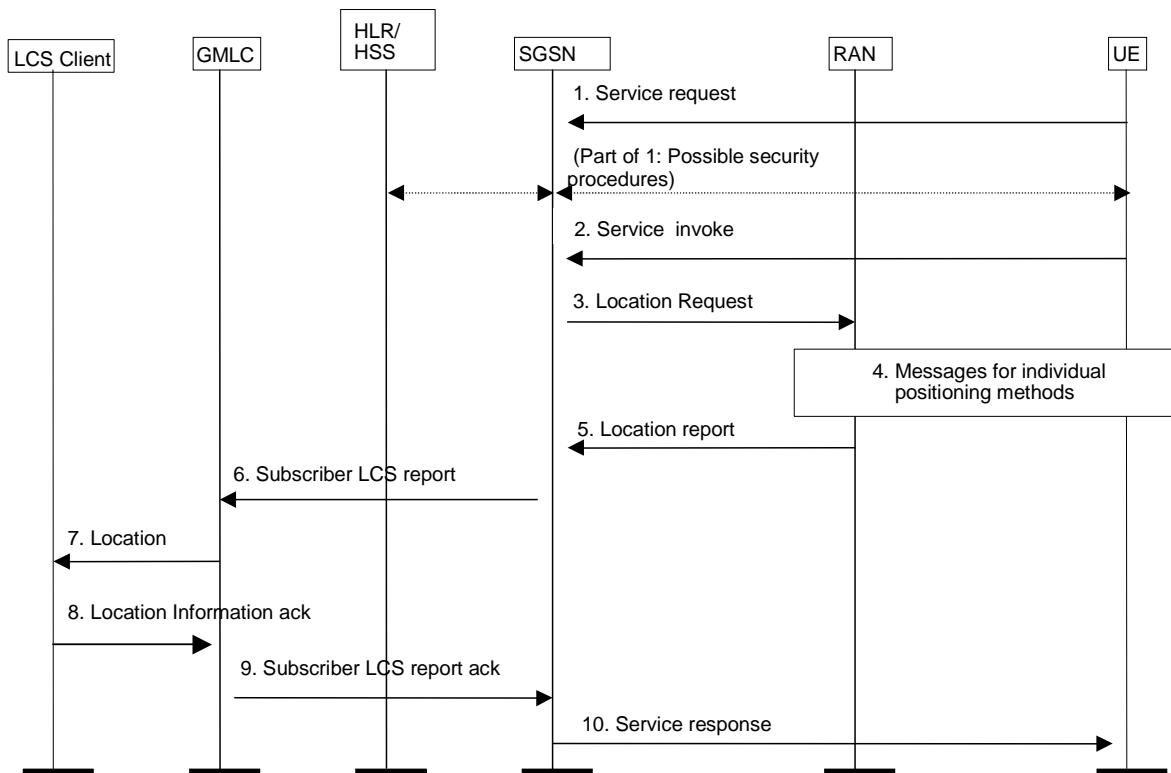 HLR/
HSS
LCS Client
GMLC
SGSN
RAN
UE
1. Service request
(Part of 1: Possible security
procedures)
2. Service invoke
3. Location Request
4. Messages for individual
positioning methods
5. Location report
6. Subscriber LCS report
7. Location
8. Location Information ack
9. Subscriber LCS report ack
10. Service response